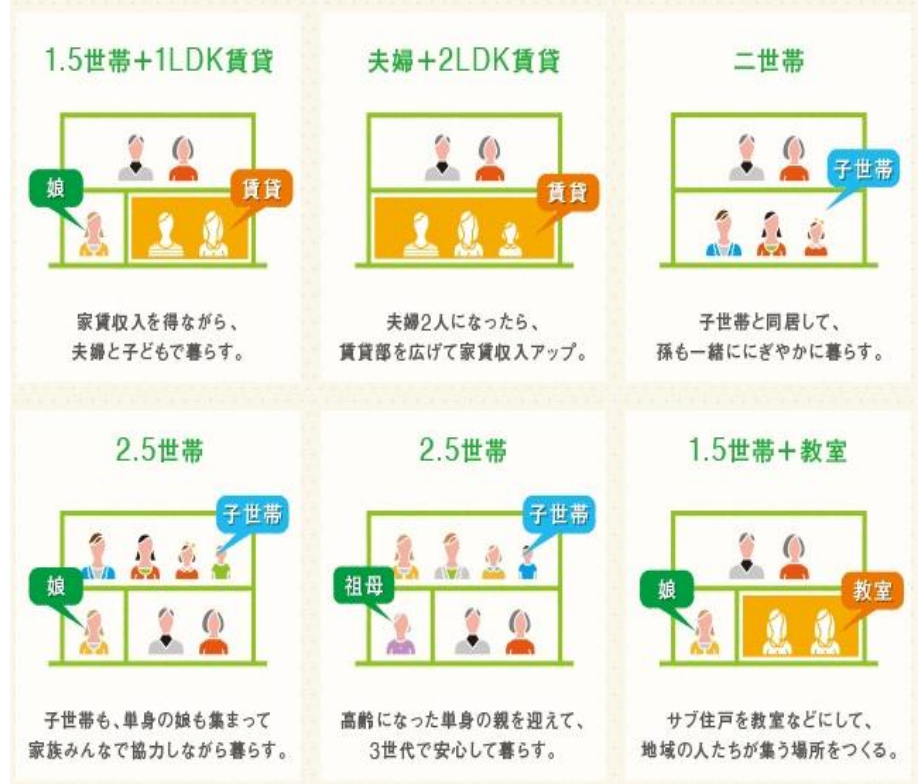 1.5世帯+1LDK賃貸
娘
賃貸
家賃収入を得ながら、
夫婦と子どもで暮らす。
夫婦+2LDK賃貸
賃貸
夫婦2人になったら、
賃貸部を広げて家賃収入アップ。
二世帯
子世帯
子世帯と同居して、
孫も一緒ににぎやかに暮らす。
2.5世帯
子世帯
娘
子世帯も、単身の娘も集まって
家族みんなで協力しながら暮らす。
2.5世帯
子世帯
祖母
高齢になった単身の親を迎えて、
3世代で安心して暮らす。
1.5世帯+教室
娘
教室
サブ住戸を教室などにして、
地域の人たちが集う場所をつくる。